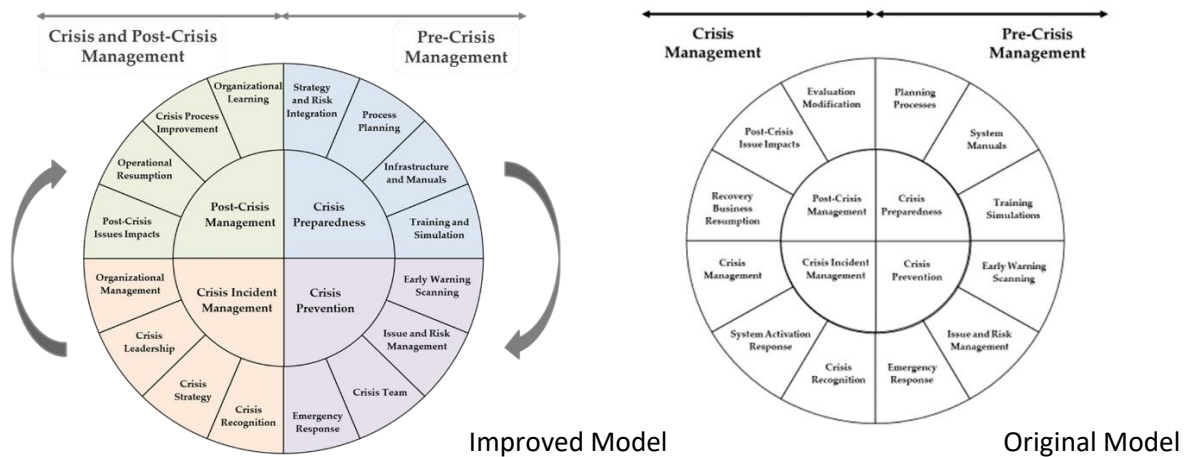 Crisis and Post-Crisis
Management
Pre-Crisis
Management
Organizational
Learning
Strategy
and Risk
Integration
Crisis Process
Improvement
Process
Planning
Operational
Resumption
Infrastructure
and Manuals
Post-Crisis
Issues Impacts
Training and
Simulation
Post-Crisis
Management
Crisis
Preparedness
Organizational
Management
Crisis Incident
Management
Crisis
Prevention
Early Warning
Scanning
Crisis
Leadership
Issue and Risk
Management
Crisis
Strategy
Crisis Team
Crisis
Recognition
Emergency
Response
Improved Model
Crisis
Management
Pre-Crisis
Management
Evaluation
Modification
Planning
Processes
Post-Crisis
Issue Impacts
System
Manuals
Recovery
Business
Resumption
Post-Crisis
Management
Crisis
Preparedness
Training
Simulations
Crisis
Management
Crisis Incident
Management
Crisis
Prevention
Early Warning
Scanning
System Activation
Response
Issue and Risk
Management
Crisis
Recognition
Emergency
Response
Original Model